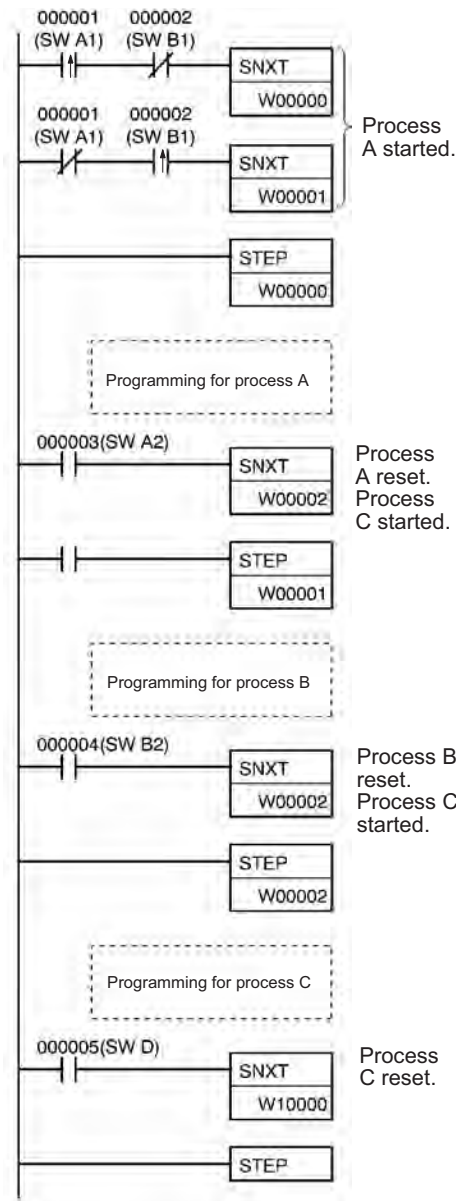 000001 000002
(SW A1) (SW B1)
SNXT
W00000
Process
A started.
000001 000002
(SW A1) (SW B1)
SNXT
W00001
STEP
W00000
Programming for process A
000003(SW A2)
SNXT
W00002
Process
A reset.
Process
C started.
STEP
W00001
Programming for process B
000004(SW B2)
SNXT
W00002
Process B
reset.
Process C
started.
STEP
W00002
Programming for process C
000005(SW D)
SNXT
W10000
Process
C reset.
STEP